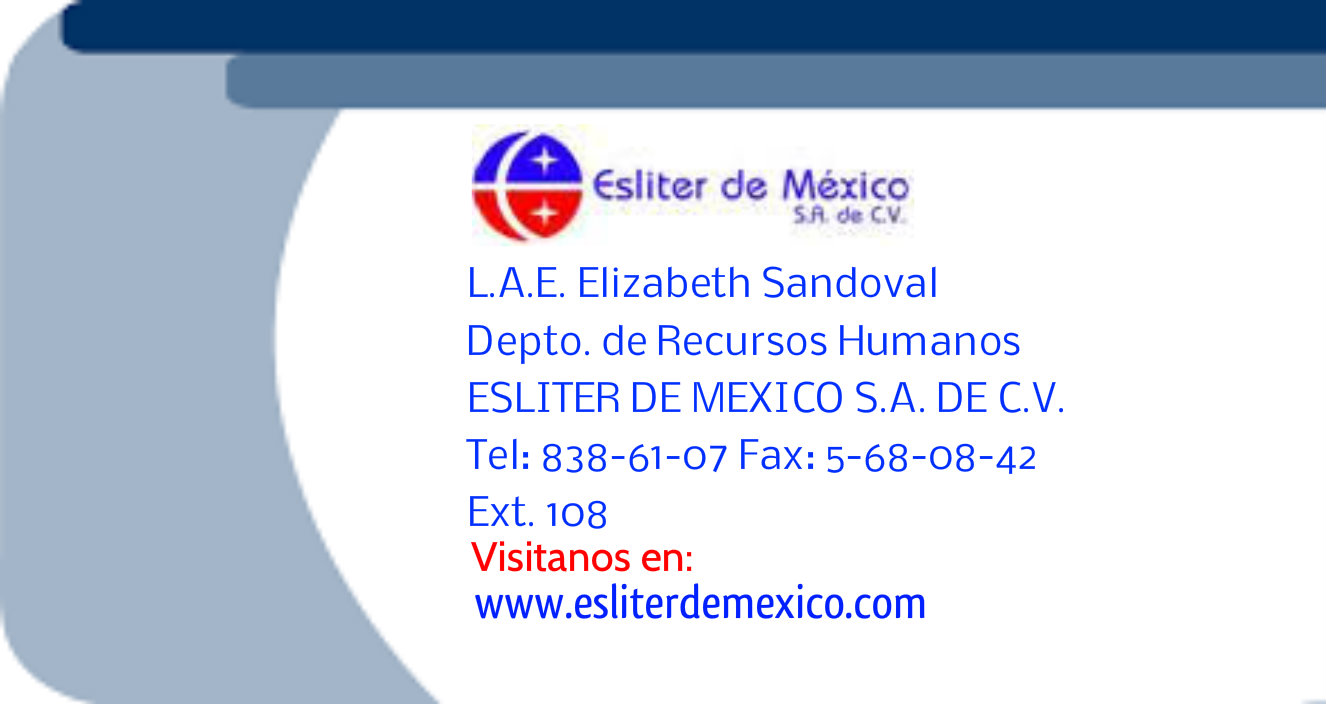 Esliter de México
S.A. de C.V.
L.A.E. Elizabeth Sandoval
Depto. de Recursos Humanos
ESLITER DE MEXICO S.A. DE C.V.
Tel: 838-61-07 Fax: 5-68-08-42
Ext. 108
Visitanos en:
www.esliterdemexico.com